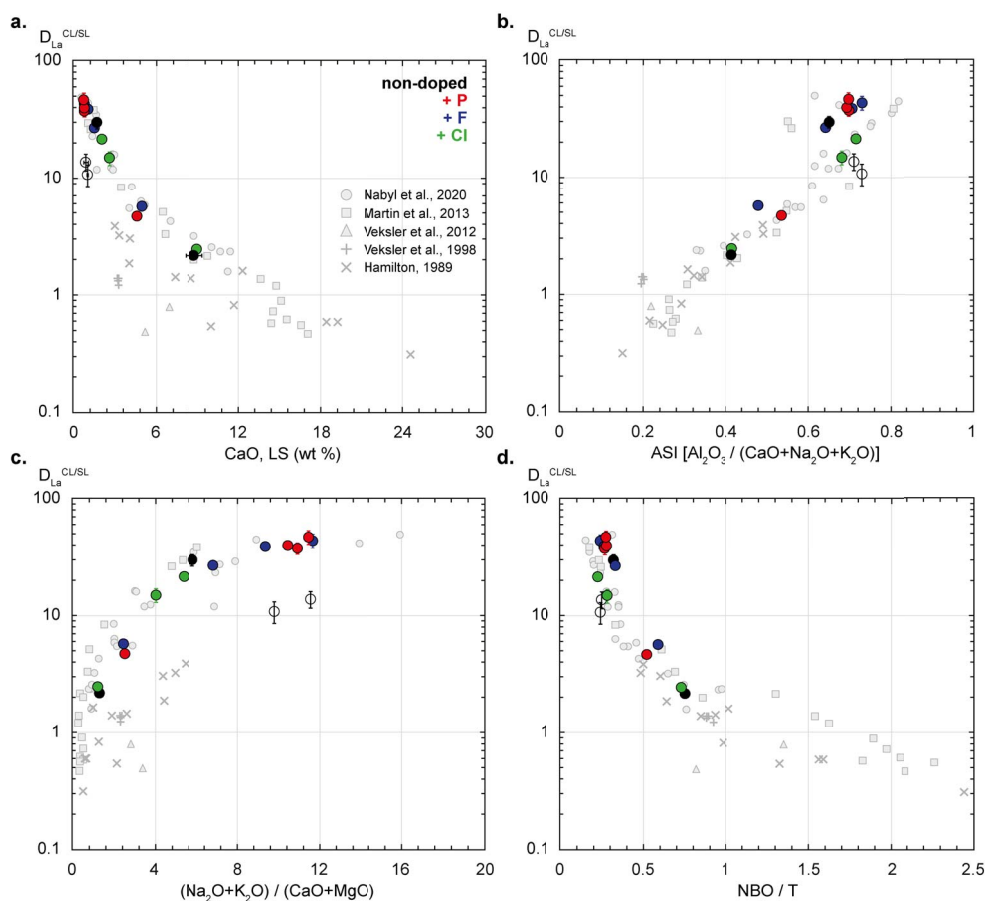 a.
D_La^CL/SL
100
10
1
0.1
0
6
12
18
24
30
CaO, LS (wt %)
non-doped
+ P
+ F
+ Cl
Nabyl et al., 2020
Martin et al., 2013
Veksler et al., 2012
Veksler et al., 1998
Hamilton, 1989
b.
D_La^CL/SL
100
10
1
0.1
0
0.2
0.4
0.6
0.8
1
ASI [Al₂O₃ / (CaO+Na₂O+K₂O)]
c.
D_La^CL/SL
100
10
1
0.1
0
4
8
12
16
20
(Na₂O+K₂O) / (CaO+MgO)
d.
D_La^CL/SL
100
10
1
0.1
0
0.5
1
1.5
2
2.5
NBO / T